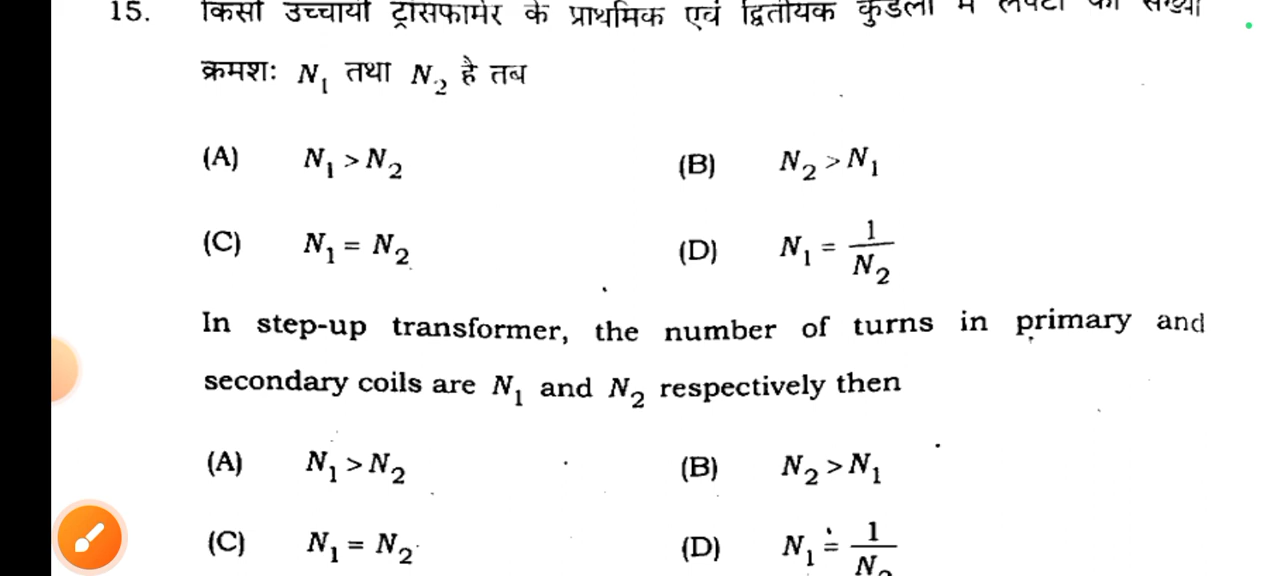 15. किसी उच्चायी ट्रांसफार्मर के प्राथमिक एवं द्वितीयक कुंडली में लपेटों की संख्या
क्रमशः N₁ तथा N₂ है तब
(A) N₁ > N₂ (B) N₂ > N₁
(C) N₁ = N₂ (D) N₁ = 1/N₂
In step-up transformer, the number of turns in primary and
secondary coils are N₁ and N₂ respectively then
(A) N₁ > N₂ (B) N₂ > N₁
(C) N₁ = N₂ (D) N₁ = 1/N₂